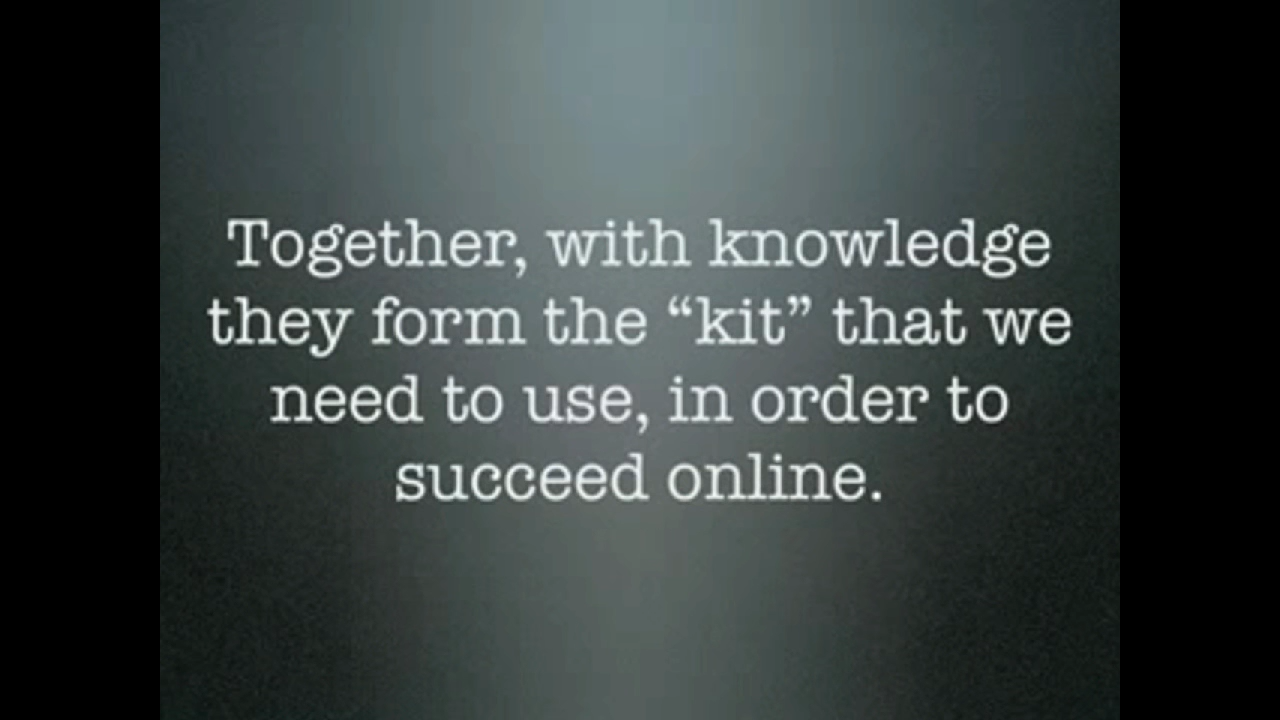 Together, with knowledge
they form the “kit” that we
need to use, in order to
succeed online.